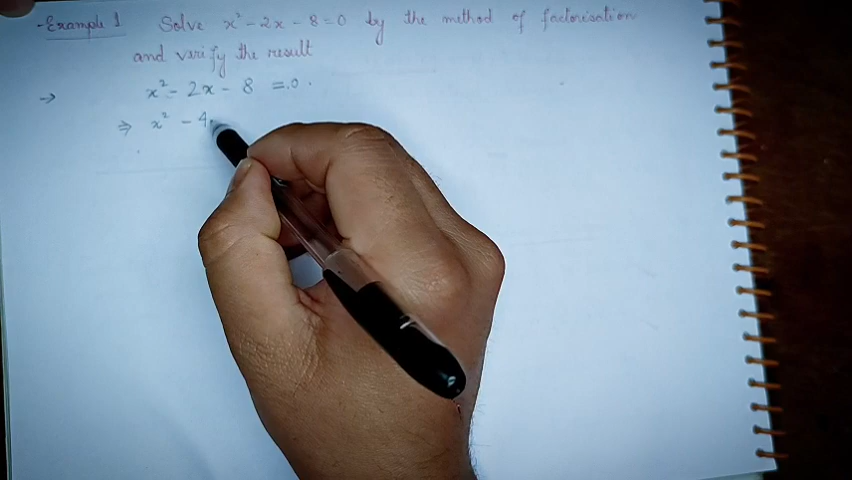 -Example 1 Solve x² - 2x - 8 = 0 by the method of factorisation
and verify the result
→ x² - 2x - 8 = 0.
⇒ x² - 4